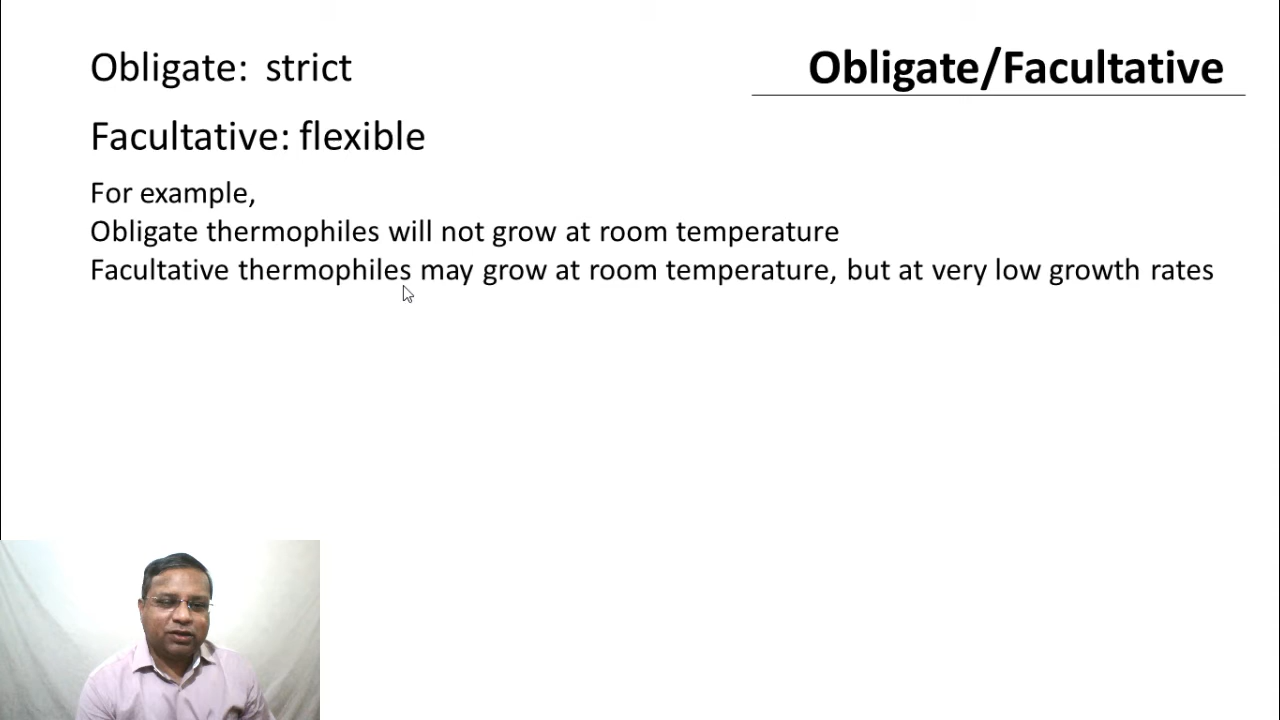 Obligate/Facultative
Obligate: strict
Facultative: flexible
For example,
Obligate thermophiles will not grow at room temperature
Facultative thermophiles may grow at room temperature, but at very low growth rates